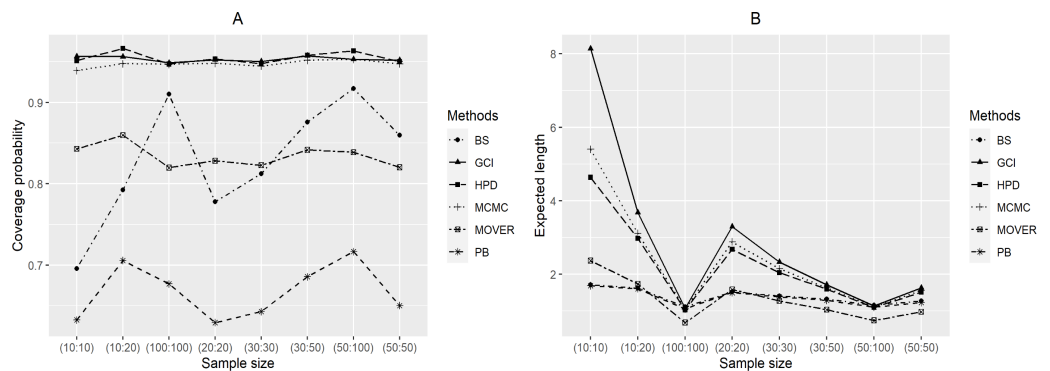 A
Coverage probability
0.9
0.8
0.7
(10:10) (10:20) (100:100) (20:20) (30:30) (30:50) (50:100) (50:50)
Sample size
Methods
BS
GCI
HPD
MCMC
MOVER
PB
B
Expected length
8
6
4
2
(10:10) (10:20) (100:100) (20:20) (30:30) (30:50) (50:100) (50:50)
Sample size
Methods
BS
GCI
HPD
MCMC
MOVER
PB